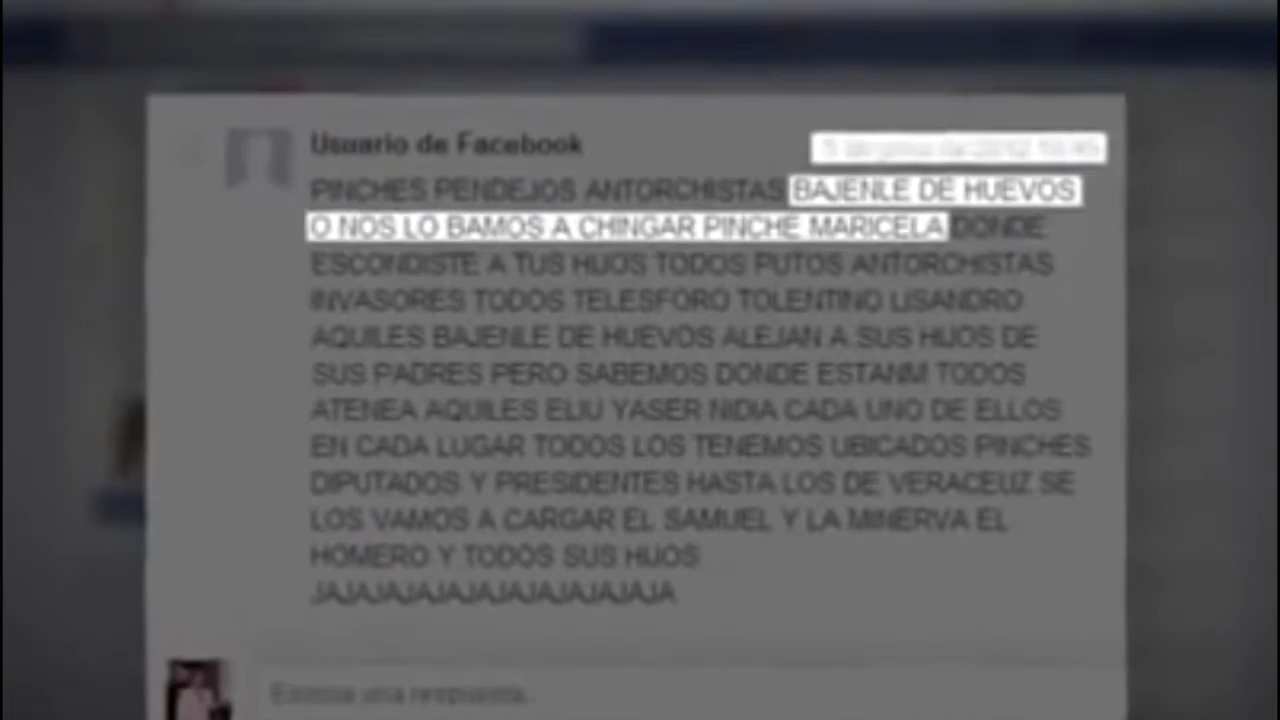 Usuario de Facebook
PINCHES PENDEJOS ANTORCHISTAS BAJENLE DE HUEVOS
O NOS LO BAMOS A CHINGAR PINCHE MARICELA DONDE
ESCONDISTE A TUS HIJOS TODOS PUTOS ANTORCHISTAS
INVASORES TODOS TELESFORO TOLENTINO LISANDRO
AQUILES BAJENLE DE HUEVOS ALEJAN A SUS HIJOS DE
SUS PADRES PERO SABEMOS DONDE ESTANM TODOS
ATENEA AQUILES ELIU YASER NIDIA CADA UNO DE ELLOS
EN CADA LUGAR TODOS LOS TENEMOS UBICADOS PINCHES
DIPUTADOS Y PRESIDENTES HASTA LOS DE VERACEUZ SE
LOS VAMOS A CARGAR EL SAMUEL Y LA MINERVA EL
HOMERO Y TODOS SUS HIJOS
JAJAJAJAJAJAJAJAJAJAJAJA
una respuesta.